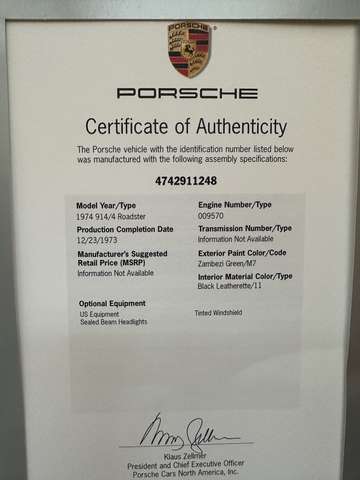 PORSCHE
PORSCHE
Certificate of Authenticity
The Porsche vehicle with the identification number listed below
was manufactured with the following assembly specifications:
4742911248
Model Year/Type
1974 914/4 Roadster
Production Completion Date
12/23/1973
Manufacturer's Suggested
Retail Price (MSRP)
Information Not Available
Engine Number/Type
009570
Transmission Number/Type
Information Not Available
Exterior Paint Color/Code
Zambezi Green/M7
Interior Material Color/Type
Black Leatherette/11
Optional Equipment
US Equipment
Sealed Beam Headlights
Tinted Windshield
Klaus Zellmer
President and Chief Executive Officer
Porsche Cars North America, Inc.